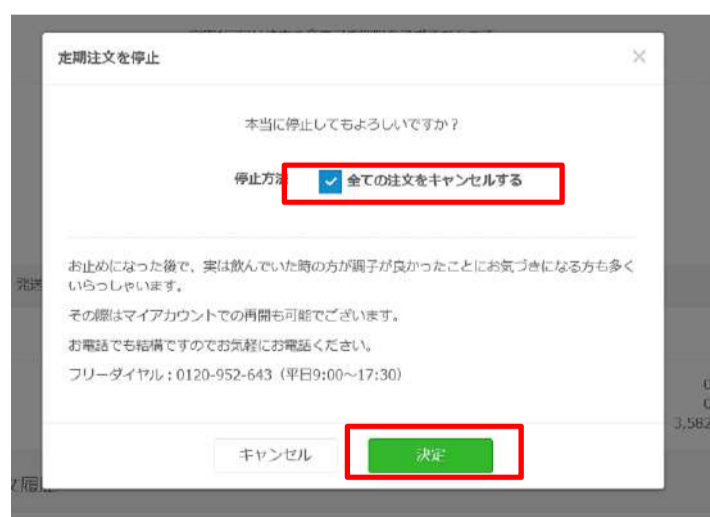 定期注文を停止
×
本当に停止してもよろしいですか？
停止方法 全ての注文をキャンセルする
お止めになった後で、実は飲んでいた時の方が調子が良かったことにお気づきになる方も多く
いらっしゃいます。
その際はマイアカウントでの再開も可能でございます。
お電話でも結構ですのでお気軽にお電話ください。
フリーダイヤル：0120-952-643（平日9:00～17:30）
発送
3,582
キャンセル 決定